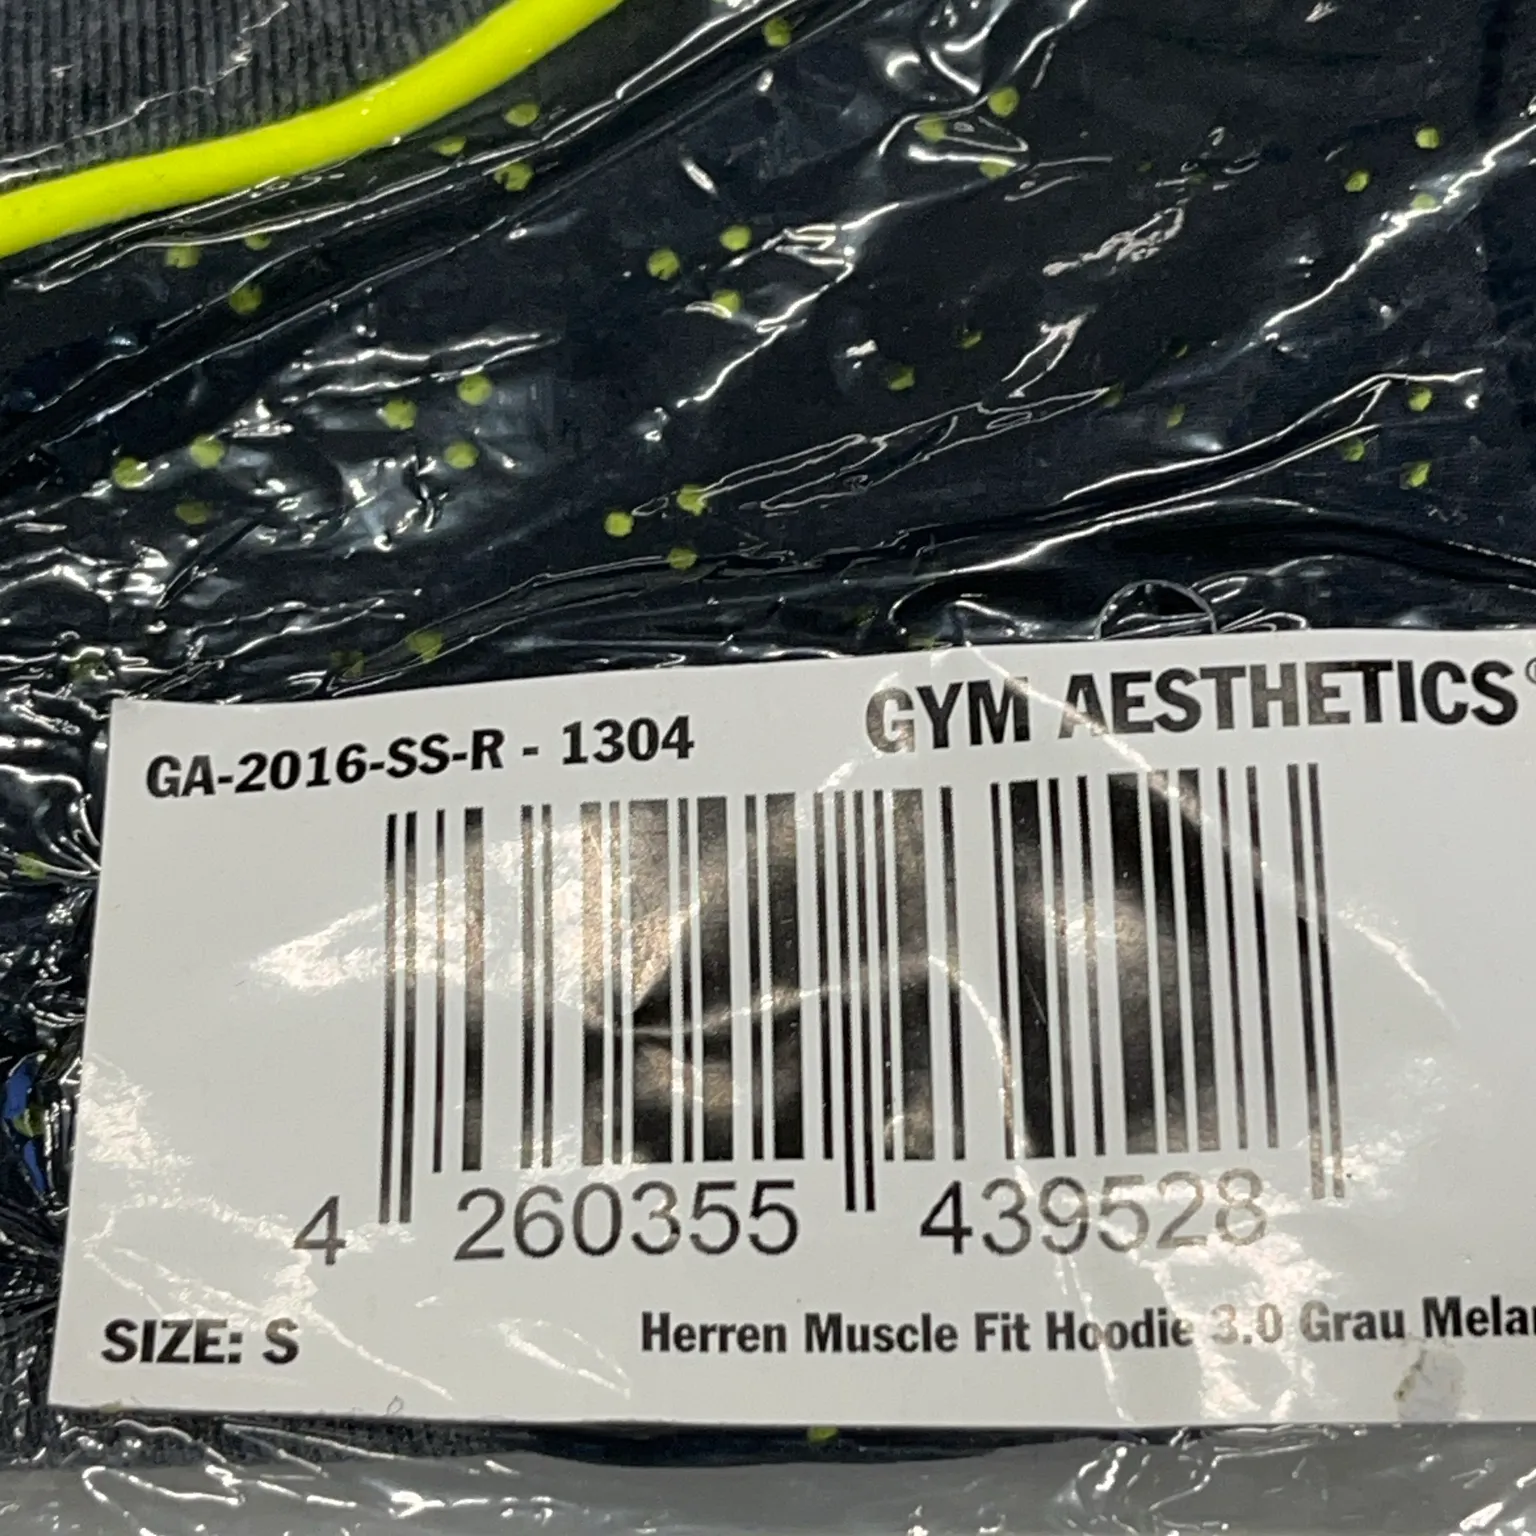 GA-2016-SS-R - 1304
GYM AESTHETICS®
4 260355 439528
SIZE: S
Herren Muscle Fit Hoodie 3.0 Grau